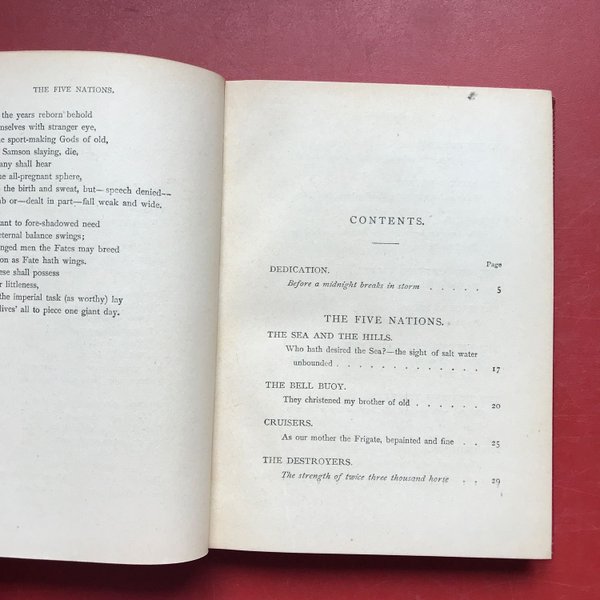 THE FIVE NATIONS.
the years reborn behold
mselves with stranger eye,
e sport-making Gods of old,
Samson slaying, die,
any shall hear
ne all-pregnant sphere,
the birth and sweat, but—speech denied—
b or—dealt in part—fall weak and wide.
ant to fore-shadowed need
eternal balance swings;
nged men the Fates may breed
on as Fate hath wings.
ese shall possess
r littleness,
the imperial task (as worthy) lay
lives' all to piece one giant day.
CONTENTS.
Page
DEDICATION.
Before a midnight breaks in storm . . . . . 5
THE FIVE NATIONS.
THE SEA AND THE HILLS.
Who hath desired the Sea?—the sight of salt water
unbounded . . . . . . . . . . . . . 17
THE BELL BUOY.
They christened my brother of old . . . . . . 20
CRUISERS.
As our mother the Frigate, bepainted and fine . . 25
THE DESTROYERS.
The strength of twice three thousand horse . . 29